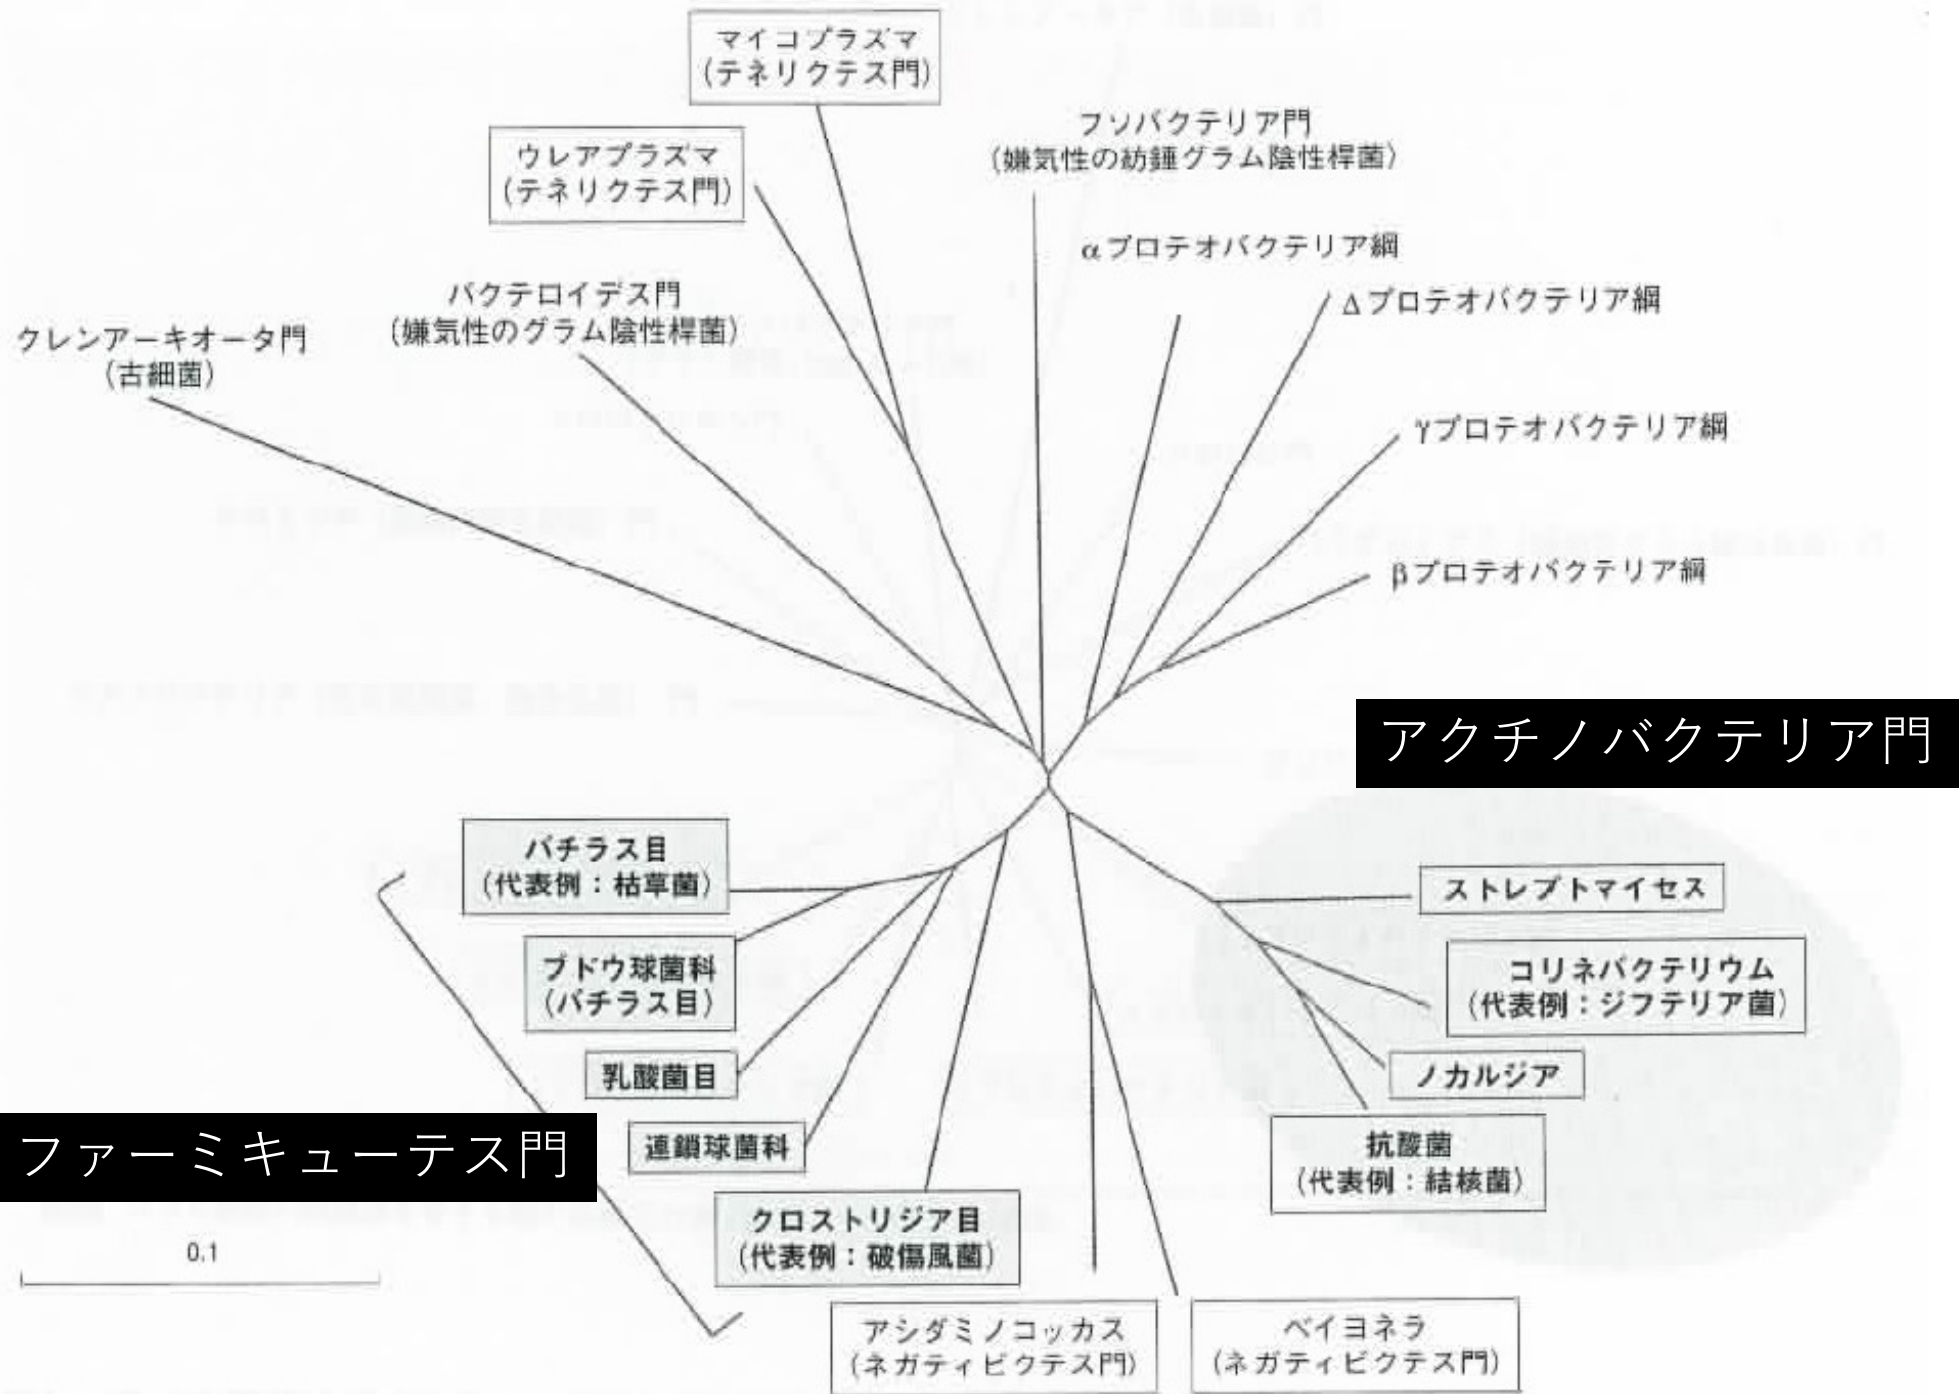 マイコプラズマ
(テネリクテス門)
ウレアプラズマ
(テネリクテス門)
フソバクテリア門
(嫌気性の紡錘グラム陰性桿菌)
αプロテオバクテリア綱
Δプロテオバクテリア綱
バクテロイデス門
(嫌気性のグラム陰性桿菌)
クレンアーキオータ門
(古細菌)
γプロテオバクテリア綱
βプロテオバクテリア綱
アクチノバクテリア門
バチラス目
(代表例：枯草菌)
ストレプトマイセス
ブドウ球菌科
(バチラス目)
コリネバクテリウム
(代表例：ジフテリア菌)
乳酸菌目
ノカルジア
ファーミキューテス門
連鎖球菌科
抗酸菌
(代表例：結核菌)
クロストリジア目
(代表例：破傷風菌)
0.1
アシダミノコッカス
(ネガティビクテス門)
ベイヨネラ
(ネガティビクテス門)